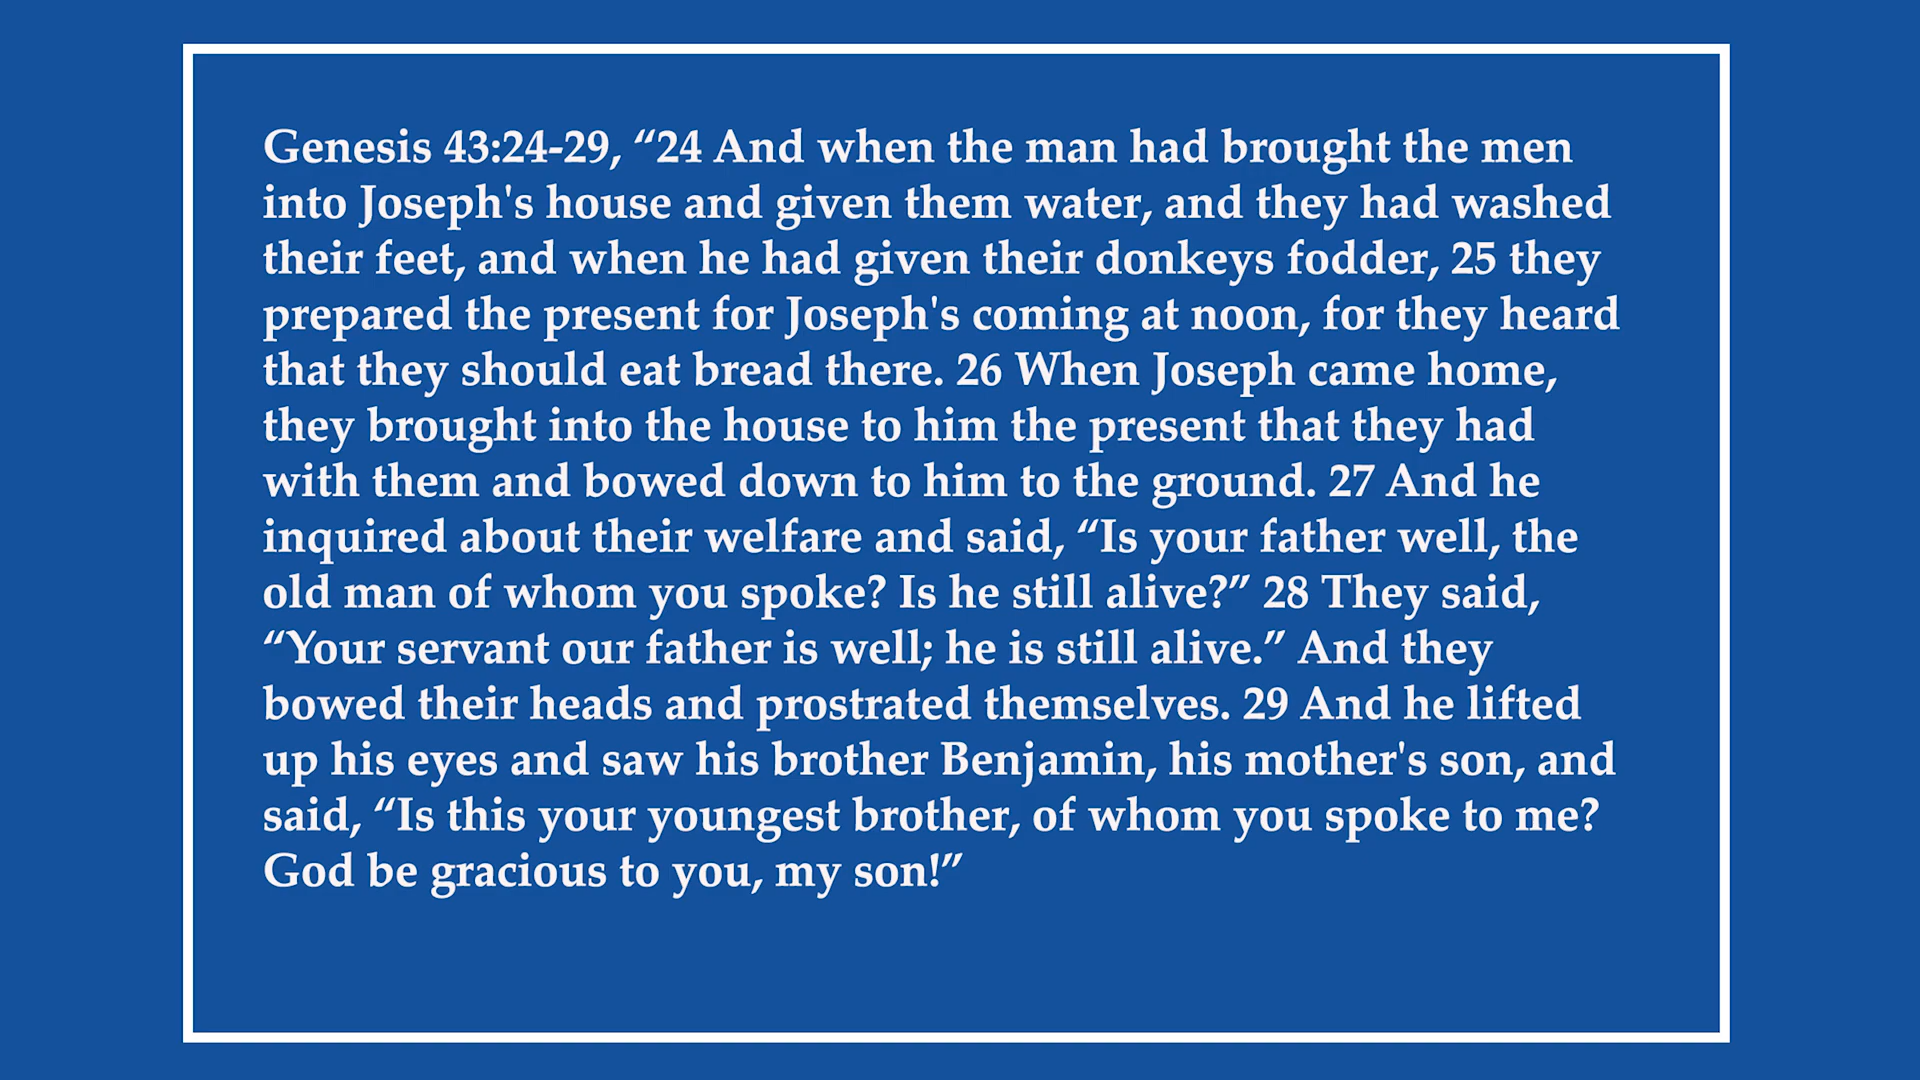 Genesis 43:24-29, “24 And when the man had brought the men
into Joseph's house and given them water, and they had washed
their feet, and when he had given their donkeys fodder, 25 they
prepared the present for Joseph's coming at noon, for they heard
that they should eat bread there. 26 When Joseph came home,
they brought into the house to him the present that they had
with them and bowed down to him to the ground. 27 And he
inquired about their welfare and said, “Is your father well, the
old man of whom you spoke? Is he still alive?” 28 They said,
“Your servant our father is well; he is still alive.” And they
bowed their heads and prostrated themselves. 29 And he lifted
up his eyes and saw his brother Benjamin, his mother's son, and
said, “Is this your youngest brother, of whom you spoke to me?
God be gracious to you, my son!”